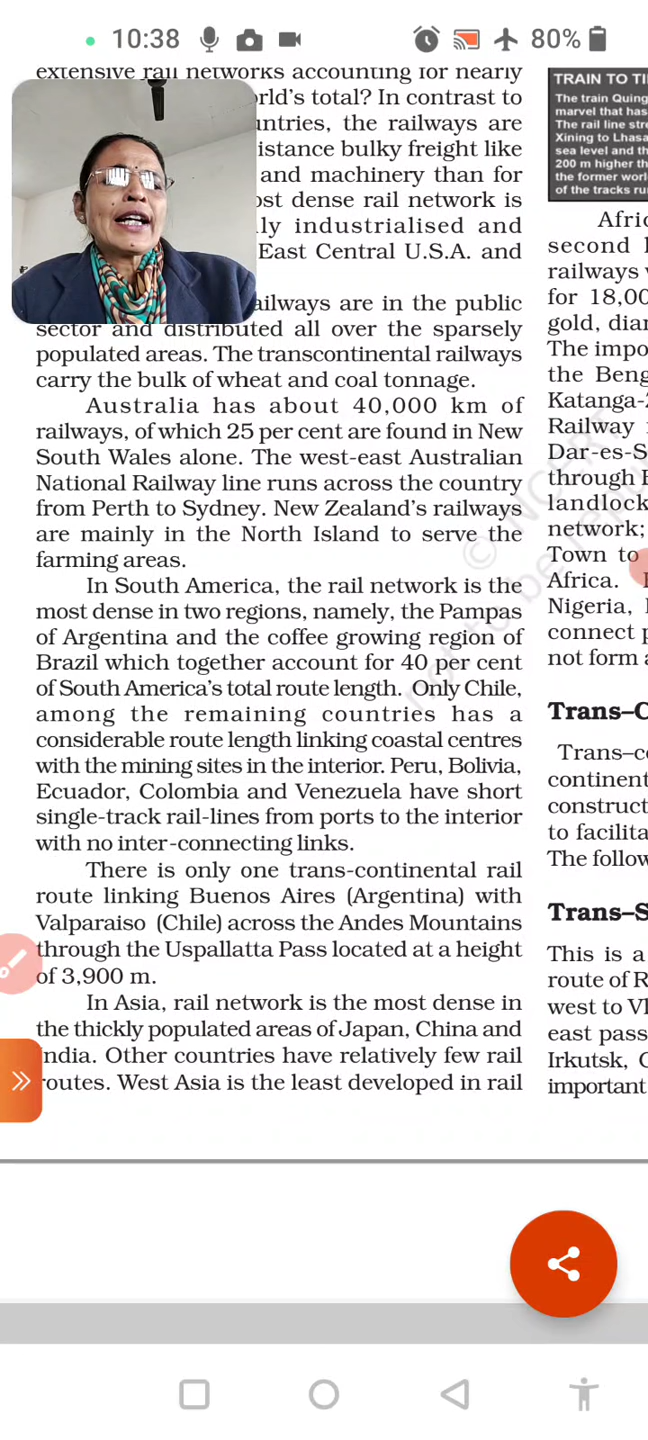 10:38
80%
extensive rail networks accounting for nearly
orld's total? In contrast to
untries, the railways are
istance bulky freight like
and machinery than for
ost dense rail network is
ly industrialised and
East Central U.S.A. and
ailways are in the public
sector and distributed all over the sparsely
populated areas. The transcontinental railways
carry the bulk of wheat and coal tonnage.
Australia has about 40,000 km of
railways, of which 25 per cent are found in New
South Wales alone. The west-east Australian
National Railway line runs across the country
from Perth to Sydney. New Zealand's railways
are mainly in the North Island to serve the
farming areas.
In South America, the rail network is the
most dense in two regions, namely, the Pampas
of Argentina and the coffee growing region of
Brazil which together account for 40 per cent
of South America's total route length. Only Chile,
among the remaining countries has a
considerable route length linking coastal centres
with the mining sites in the interior. Peru, Bolivia,
Ecuador, Colombia and Venezuela have short
single-track rail-lines from ports to the interior
with no inter-connecting links.
There is only one trans-continental rail
route linking Buenos Aires (Argentina) with
Valparaiso (Chile) across the Andes Mountains
through the Uspallatta Pass located at a height
of 3,900 m.
In Asia, rail network is the most dense in
the thickly populated areas of Japan, China and
India. Other countries have relatively few rail
routes. West Asia is the least developed in rail
TRAIN TO TI
The train Quing
marvel that has
The rail line stre
Xining to Lhasa
sea level and th
200 m higher th
the former worl
of the tracks ru
Afric
second l
railways
for 18,00
gold, diar
The impo
the Beng
Katanga-Z
Railway
Dar-es-S
through B
landlock
network;
Town to
Africa.
Nigeria,
connect p
not form a
Trans–C
Trans–co
continent
construct
to facilita
The follow
Trans–S
This is a
route of R
west to Vl
east pass
Irkutsk, C
important
© NCERT
not to be repu